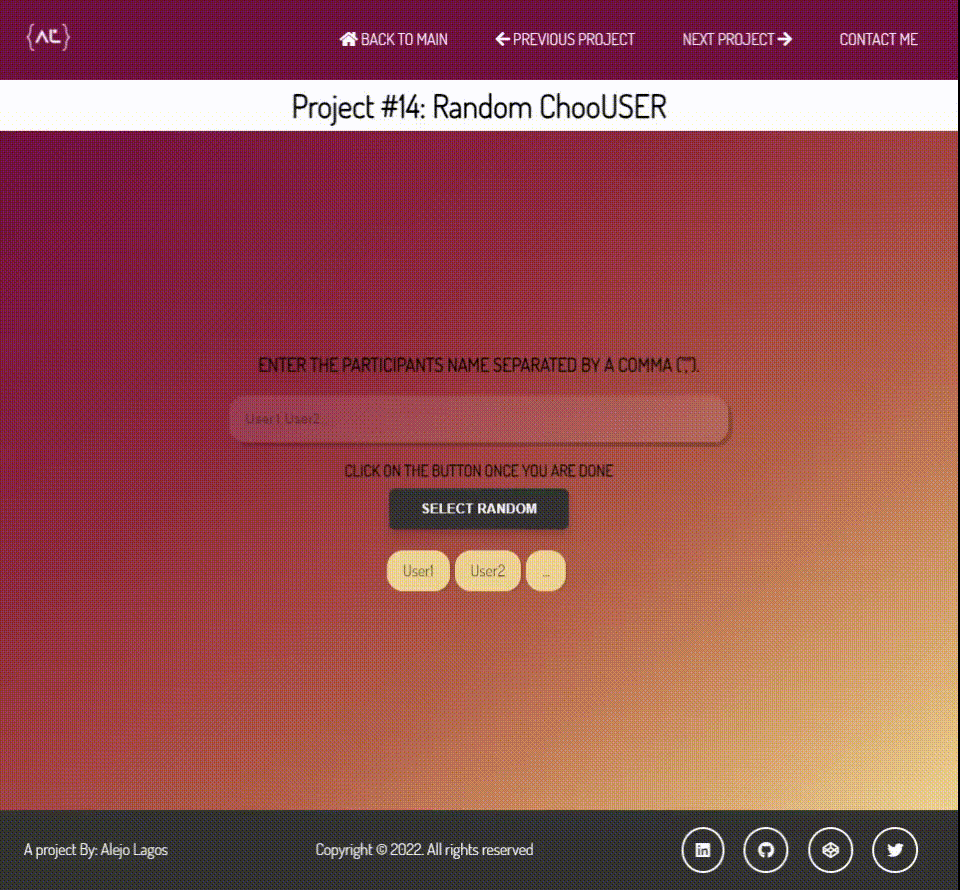 {AL}
BACK TO MAIN
PREVIOUS PROJECT
NEXT PROJECT
CONTACT ME
Project #14: Random ChooUSER
ENTER THE PARTICIPANTS NAME SEPARATED BY A COMMA (",").
User1,User2...
CLICK ON THE BUTTON ONCE YOU ARE DONE
SELECT RANDOM
User1
User2
...
A project By: Alejo Lagos
Copyright © 2022. All rights reserved
in